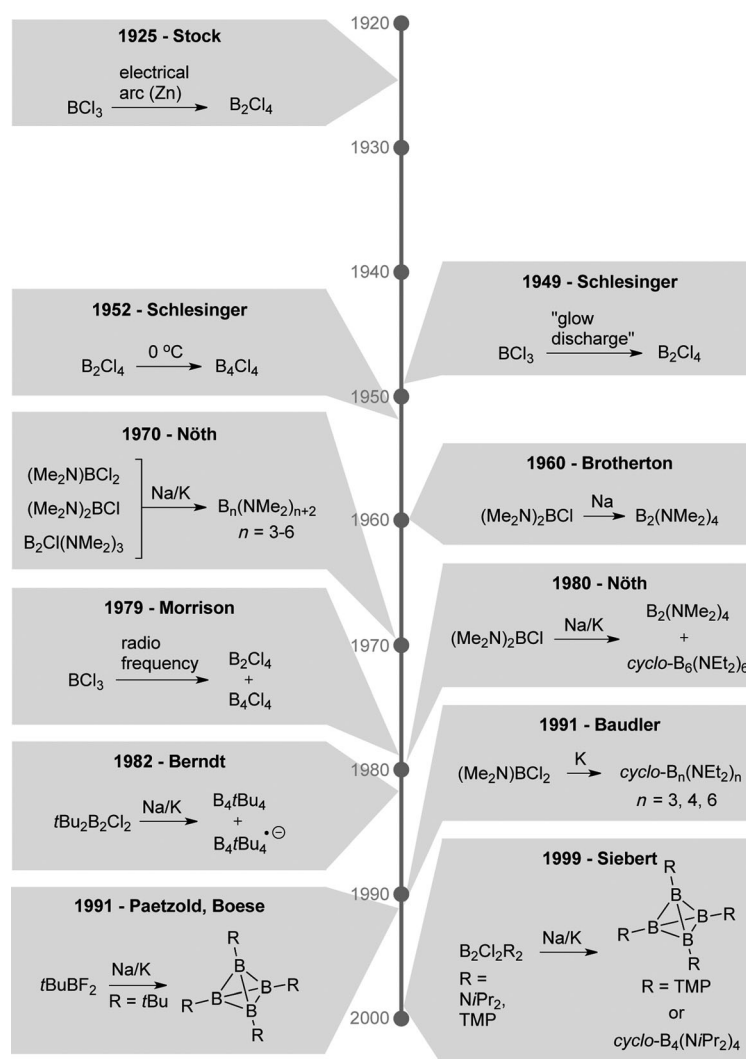 1920
1925 - Stock
BCl3
electrical
arc (Zn)
B2Cl4
1930
1940
1949 - Schlesinger
BCl3
"glow
discharge"
B2Cl4
1952 - Schlesinger
B2Cl4
0 ºC
B4Cl4
1950
1970 - Nöth
(Me2N)BCl2
(Me2N)2BCl
B2Cl(NMe2)3
Na/K
Bn(NMe2)n+2
n = 3-6
1960 - Brotherton
(Me2N)2BCl
Na
B2(NMe2)4
1960
1979 - Morrison
BCl3
radio
frequency
B2Cl4
+
B4Cl4
1980 - Nöth
(Me2N)2BCl
Na/K
B2(NMe2)4
+
cyclo-B6(NEt2)6
1970
1982 - Berndt
tBu2B2Cl2
Na/K
B4tBu4
+
B4tBu4•⊖
1991 - Baudler
(Me2N)BCl2
K
cyclo-Bn(NEt2)n
n = 3, 4, 6
1980
1990
1991 - Paetzold, Boese
tBuBF2
Na/K
R = tBu
R
B
B
B
R
R
B
R
1999 - Siebert
B2Cl2R2
R =
NiPr2,
TMP
Na/K
R
B
B
B
R
R
B
R
R = TMP
or
cyclo-B4(NiPr2)4
2000